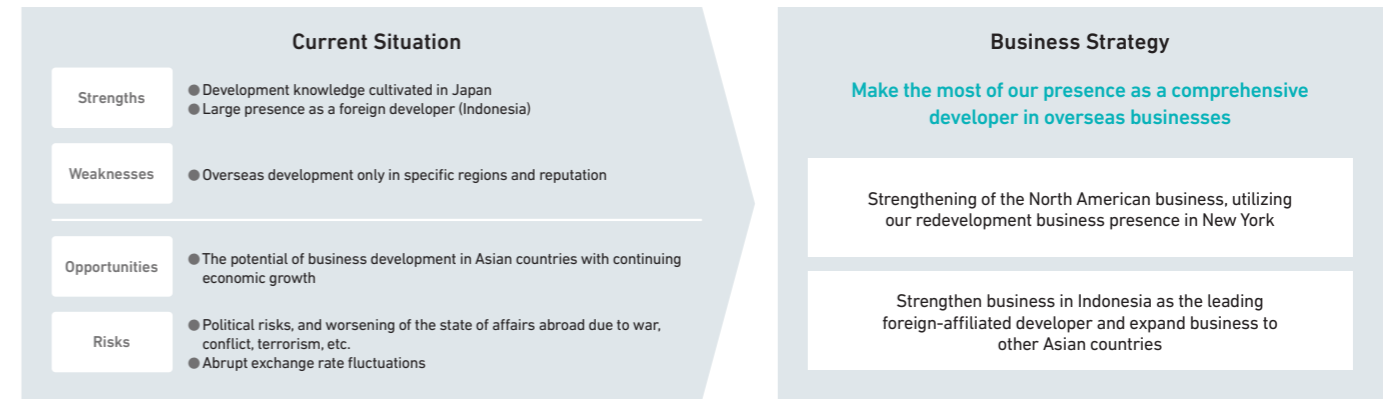 Current Situation
Strengths
● Development knowledge cultivated in Japan
● Large presence as a foreign developer (Indonesia)
Weaknesses
● Overseas development only in specific regions and reputation
Opportunities
● The potential of business development in Asian countries with continuing
economic growth
Risks
● Political risks, and worsening of the state of affairs abroad due to war,
conflict, terrorism, etc.
● Abrupt exchange rate fluctuations
Business Strategy
Make the most of our presence as a comprehensive
developer in overseas businesses
Strengthening of the North American business, utilizing
our redevelopment business presence in New York
Strengthen business in Indonesia as the leading
foreign-affiliated developer and expand business to
other Asian countries